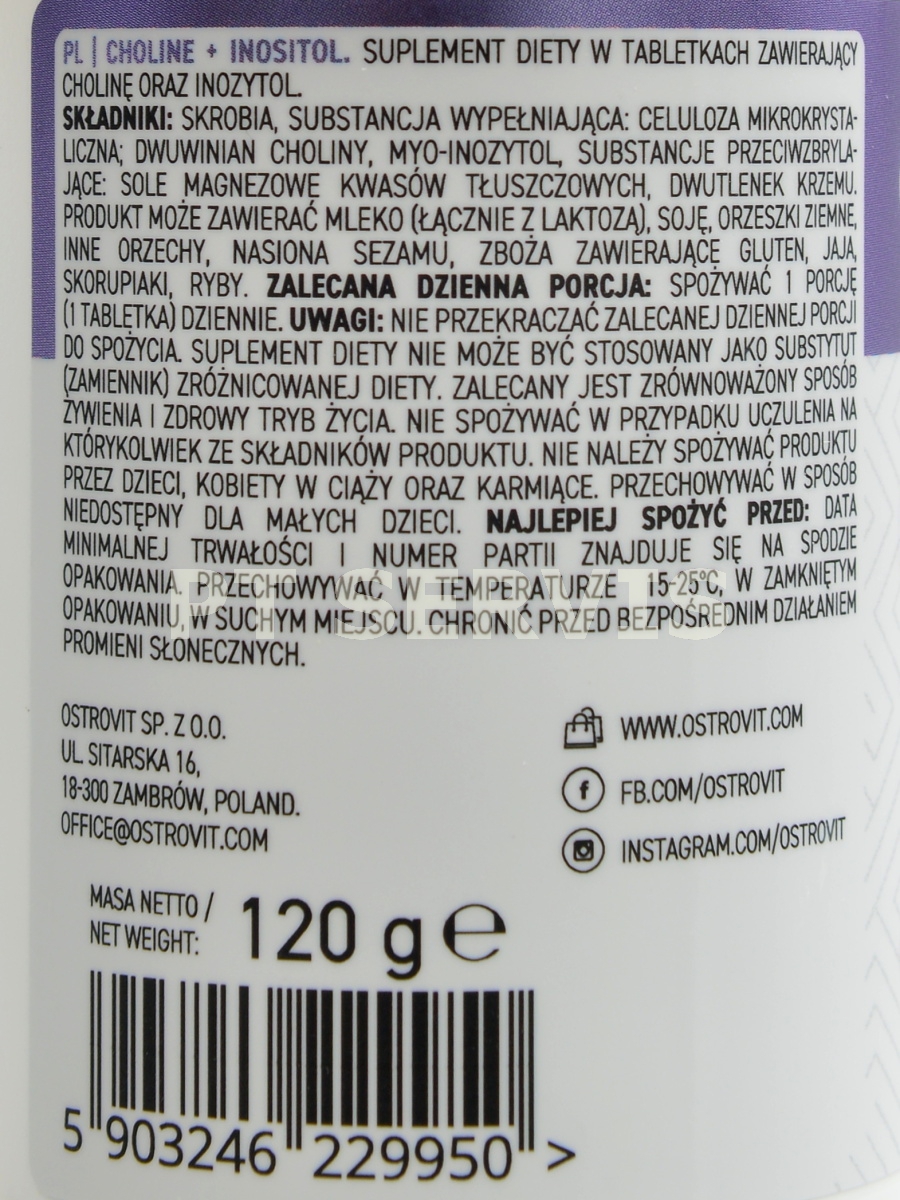 PL | CHOLINE + INOSITOL. SUPLEMENT DIETY W TABLETKACH ZAWIERAJĄCY
CHOLINĘ ORAZ INOZYTOL.
SKŁADNIKI: SKROBIA, SUBSTANCJA WYPEŁNIAJĄCA: CELULOZA MIKROKRYSTA-
LICZNA; DWUWINIAN CHOLINY, MYO-INOZYTOL, SUBSTANCJE PRZECIWZBRYLA-
JĄCE: SOLE MAGNEZOWE KWASÓW TŁUSZCZOWYCH, DWUTLENEK KRZEMU.
PRODUKT MOŻE ZAWIERAĆ MLEKO (ŁĄCZNIE Z LAKTOZĄ), SOJĘ, ORZESZKI ZIEMNE,
INNE ORZECHY, NASIONA SEZAMU, ZBOŻA ZAWIERAJĄCE GLUTEN, JAJA,
SKORUPIAKI, RYBY. ZALECANA DZIENNA PORCJA: SPOŻYWAĆ 1 PORCJĘ
(1 TABLETKA) DZIENNIE. UWAGI: NIE PRZEKRACZAĆ ZALECANEJ DZIENNEJ PORCJI
DO SPOŻYCIA. SUPLEMENT DIETY NIE MOŻE BYĆ STOSOWANY JAKO SUBSTYTUT
(ZAMIENNIK) ZRÓŻNICOWANEJ DIETY. ZALECANY JEST ZRÓWNOWAŻONY SPOSÓB
ŻYWIENIA I ZDROWY TRYB ŻYCIA. NIE SPOŻYWAĆ W PRZYPADKU UCZULENIA NA
KTÓRYKOLWIEK ZE SKŁADNIKÓW PRODUKTU. NIE NALEŻY SPOŻYWAĆ PRODUKTU
PRZEZ DZIECI, KOBIETY W CIĄŻY ORAZ KARMIĄCE. PRZECHOWYWAĆ W SPOSÓB
NIEDOSTĘPNY DLA MAŁYCH DZIECI. NAJLEPIEJ SPOŻYĆ PRZED: DATA
MINIMALNEJ TRWAŁOŚCI I NUMER PARTII ZNAJDUJE SIĘ NA SPODZIE
OPAKOWANIA. PRZECHOWYWAĆ W TEMPERATURZE 15-25°C, W ZAMKNIĘTYM
OPAKOWANIU, W SUCHYM MIEJSCU. CHRONIĆ PRZED BEZPOŚREDNIM DZIAŁANIEM
PROMIENI SŁONECZNYCH.
OSTROVIT SP. Z O.O.
UL. SITARSKA 16,
18-300 ZAMBRÓW, POLAND.
OFFICE@OSTROVIT.COM
WWW.OSTROVIT.COM
FB.COM/OSTROVIT
INSTAGRAM.COM/OSTROVIT
MASA NETTO /
NET WEIGHT:
120 g ℮
5 903246 229950 >